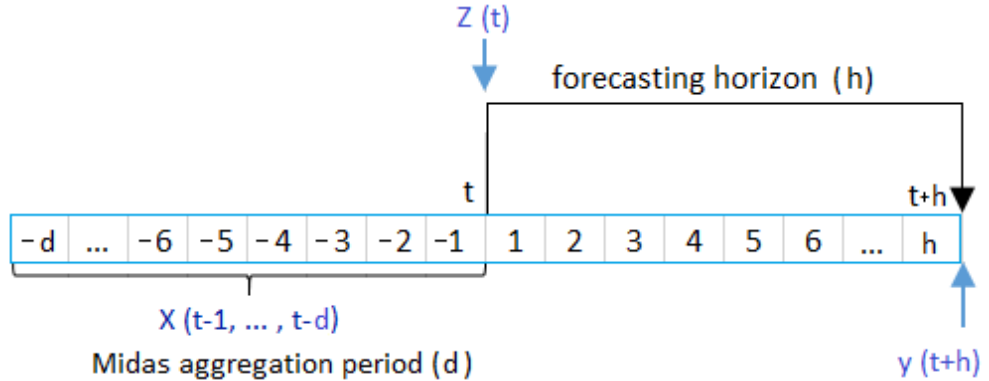 Z (t)
forecasting horizon (h)
t
t+h
-d ... -6 -5 -4 -3 -2 -1 1 2 3 4 5 6 ... h
X (t-1, ... , t-d)
Midas aggregation period (d)
y (t+h)